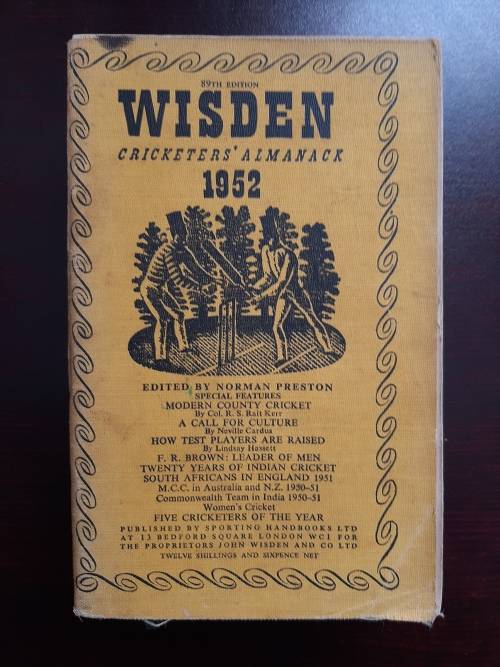 89TH EDITION
WISDEN
CRICKETERS' ALMANACK
1952
EDITED BY NORMAN PRESTON
SPECIAL FEATURES
MODERN COUNTY CRICKET
By Col. R. S. Rait Kerr
A CALL FOR CULTURE
By Neville Cardus
HOW TEST PLAYERS ARE RAISED
By Lindsay Hassett
F. R. BROWN: LEADER OF MEN
TWENTY YEARS OF INDIAN CRICKET
SOUTH AFRICANS IN ENGLAND 1951
M.C.C. in Australia and N.Z. 1950-51
Commonwealth Team in India 1950-51
Women's Cricket
FIVE CRICKETERS OF THE YEAR
PUBLISHED BY SPORTING HANDBOOKS LTD
AT 13 BEDFORD SQUARE LONDON WC1 FOR
THE PROPRIETORS JOHN WISDEN AND CO LTD
TWELVE SHILLINGS AND SIXPENCE NET